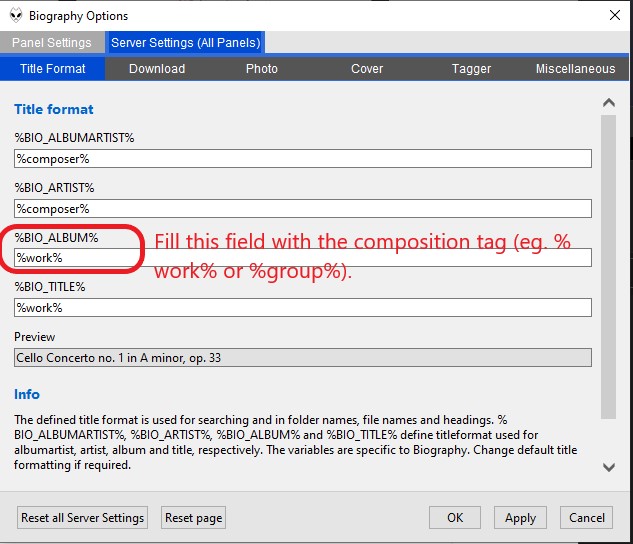 Biography Options
Panel Settings
Server Settings (All Panels)
Title Format
Download
Photo
Cover
Tagger
Miscellaneous
Title format
%BIO_ALBUMARTIST%
%composer%
%BIO_ARTIST%
%composer%
%BIO_ALBUM%
%work%
Fill this field with the composition tag (eg. %
work% or %group%).
%BIO_TITLE%
%work%
Preview
Cello Concerto no. 1 in A minor, op. 33
Info
The defined title format is used for searching and in folder names, file names and headings. %
BIO_ALBUMARTIST%, %BIO_ARTIST%, %BIO_ALBUM% and %BIO_TITLE% define titleformat used for
albumartist, artist, album and title, respectively. The variables are specific to Biography. Change default title
formatting if required.
Reset all Server Settings
Reset page
OK
Apply
Cancel